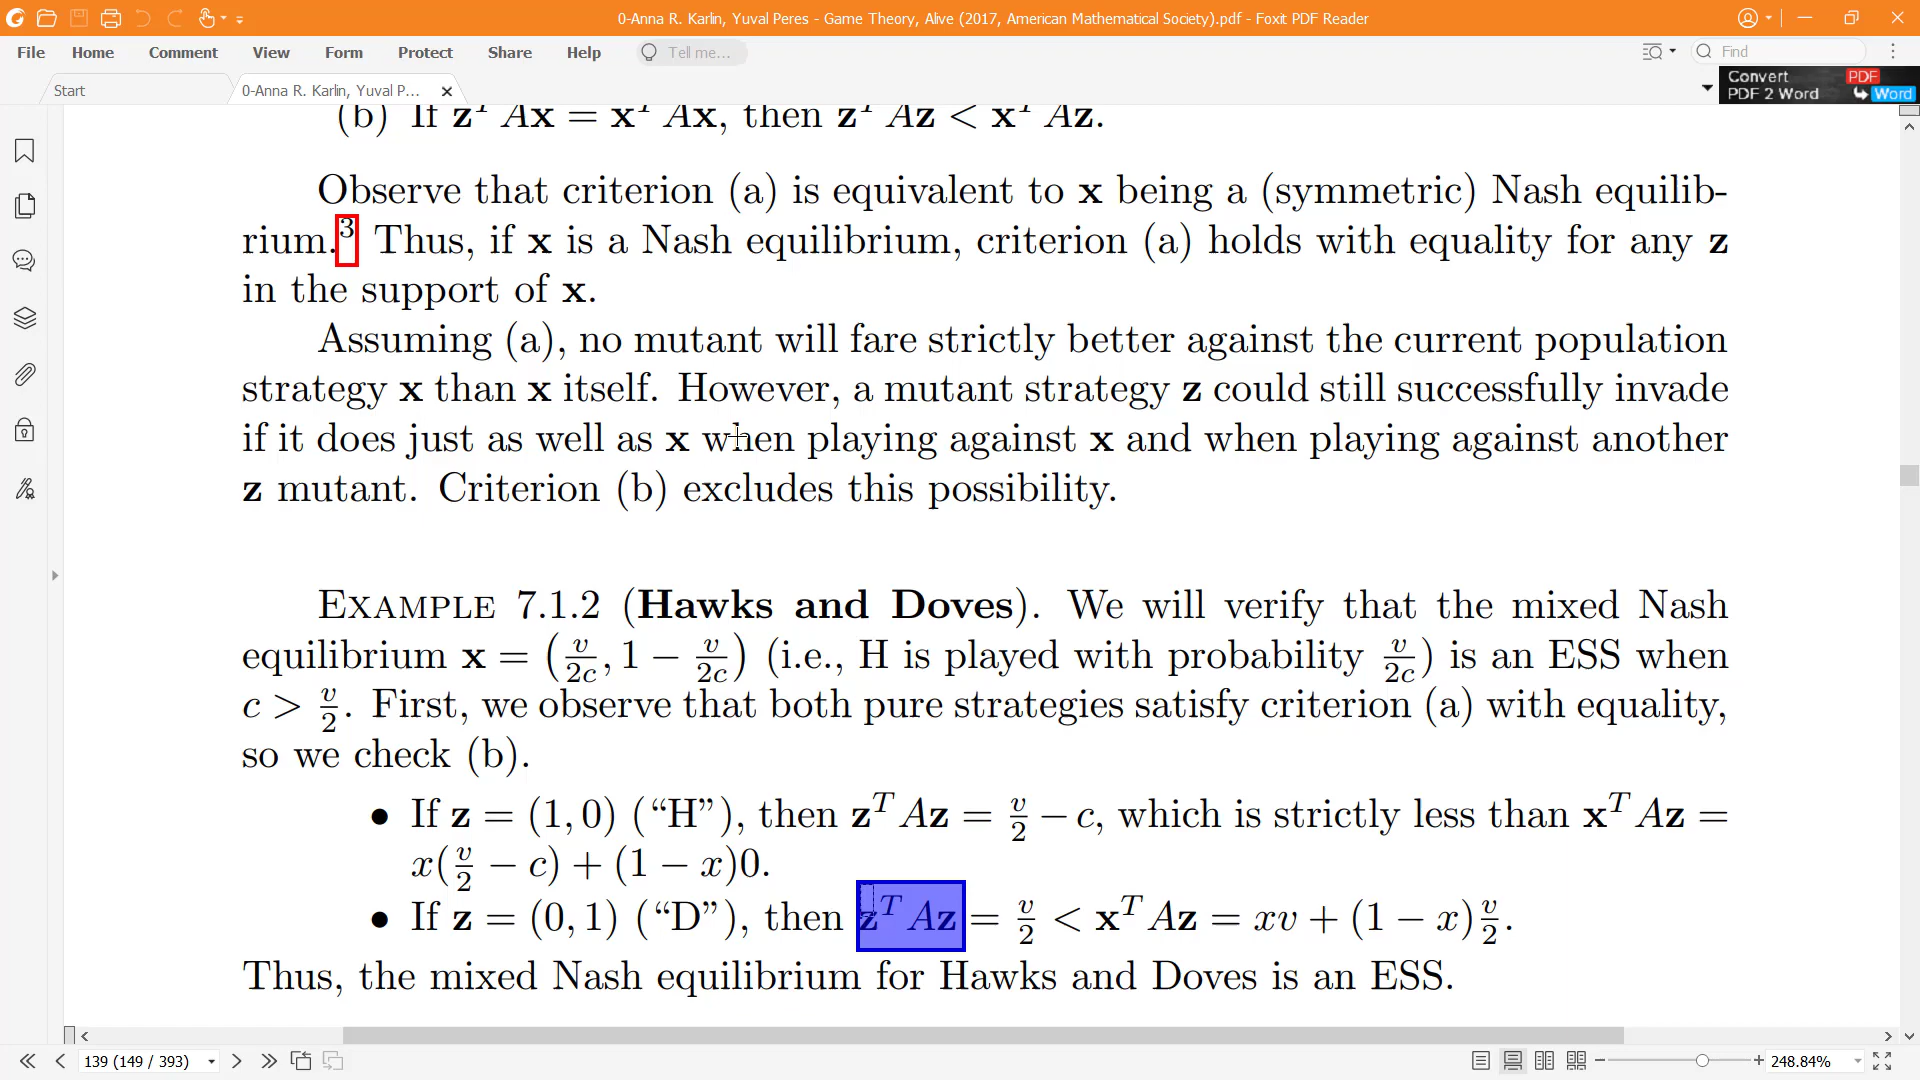 0-Anna R. Karlin, Yuval Peres - Game Theory, Alive (2017, American Mathematical Society).pdf - Foxit PDF Reader
File Home Comment View Form Protect Share Help Tell me... Find
Start 0-Anna R. Karlin, Yuval P... Convert PDF 2 Word PDF Word
(b) If z^T Ax = x^T Ax, then z^T Az < x^T Az.
Observe that criterion (a) is equivalent to x being a (symmetric) Nash equilib-
rium.³ Thus, if x is a Nash equilibrium, criterion (a) holds with equality for any z
in the support of x.
Assuming (a), no mutant will fare strictly better against the current population
strategy x than x itself. However, a mutant strategy z could still successfully invade
if it does just as well as x when playing against x and when playing against another
z mutant. Criterion (b) excludes this possibility.
EXAMPLE 7.1.2 (Hawks and Doves). We will verify that the mixed Nash
equilibrium x = (v/2c, 1 − v/2c) (i.e., H is played with probability v/2c) is an ESS when
c > v/2. First, we observe that both pure strategies satisfy criterion (a) with equality,
so we check (b).
• If z = (1, 0) (“H”), then z^T Az = v/2 − c, which is strictly less than x^T Az =
x(v/2 − c) + (1 − x)0.
• If z = (0, 1) (“D”), then z^T Az = v/2 < x^T Az = xv + (1 − x)v/2.
Thus, the mixed Nash equilibrium for Hawks and Doves is an ESS.
139 (149 / 393) 248.84%